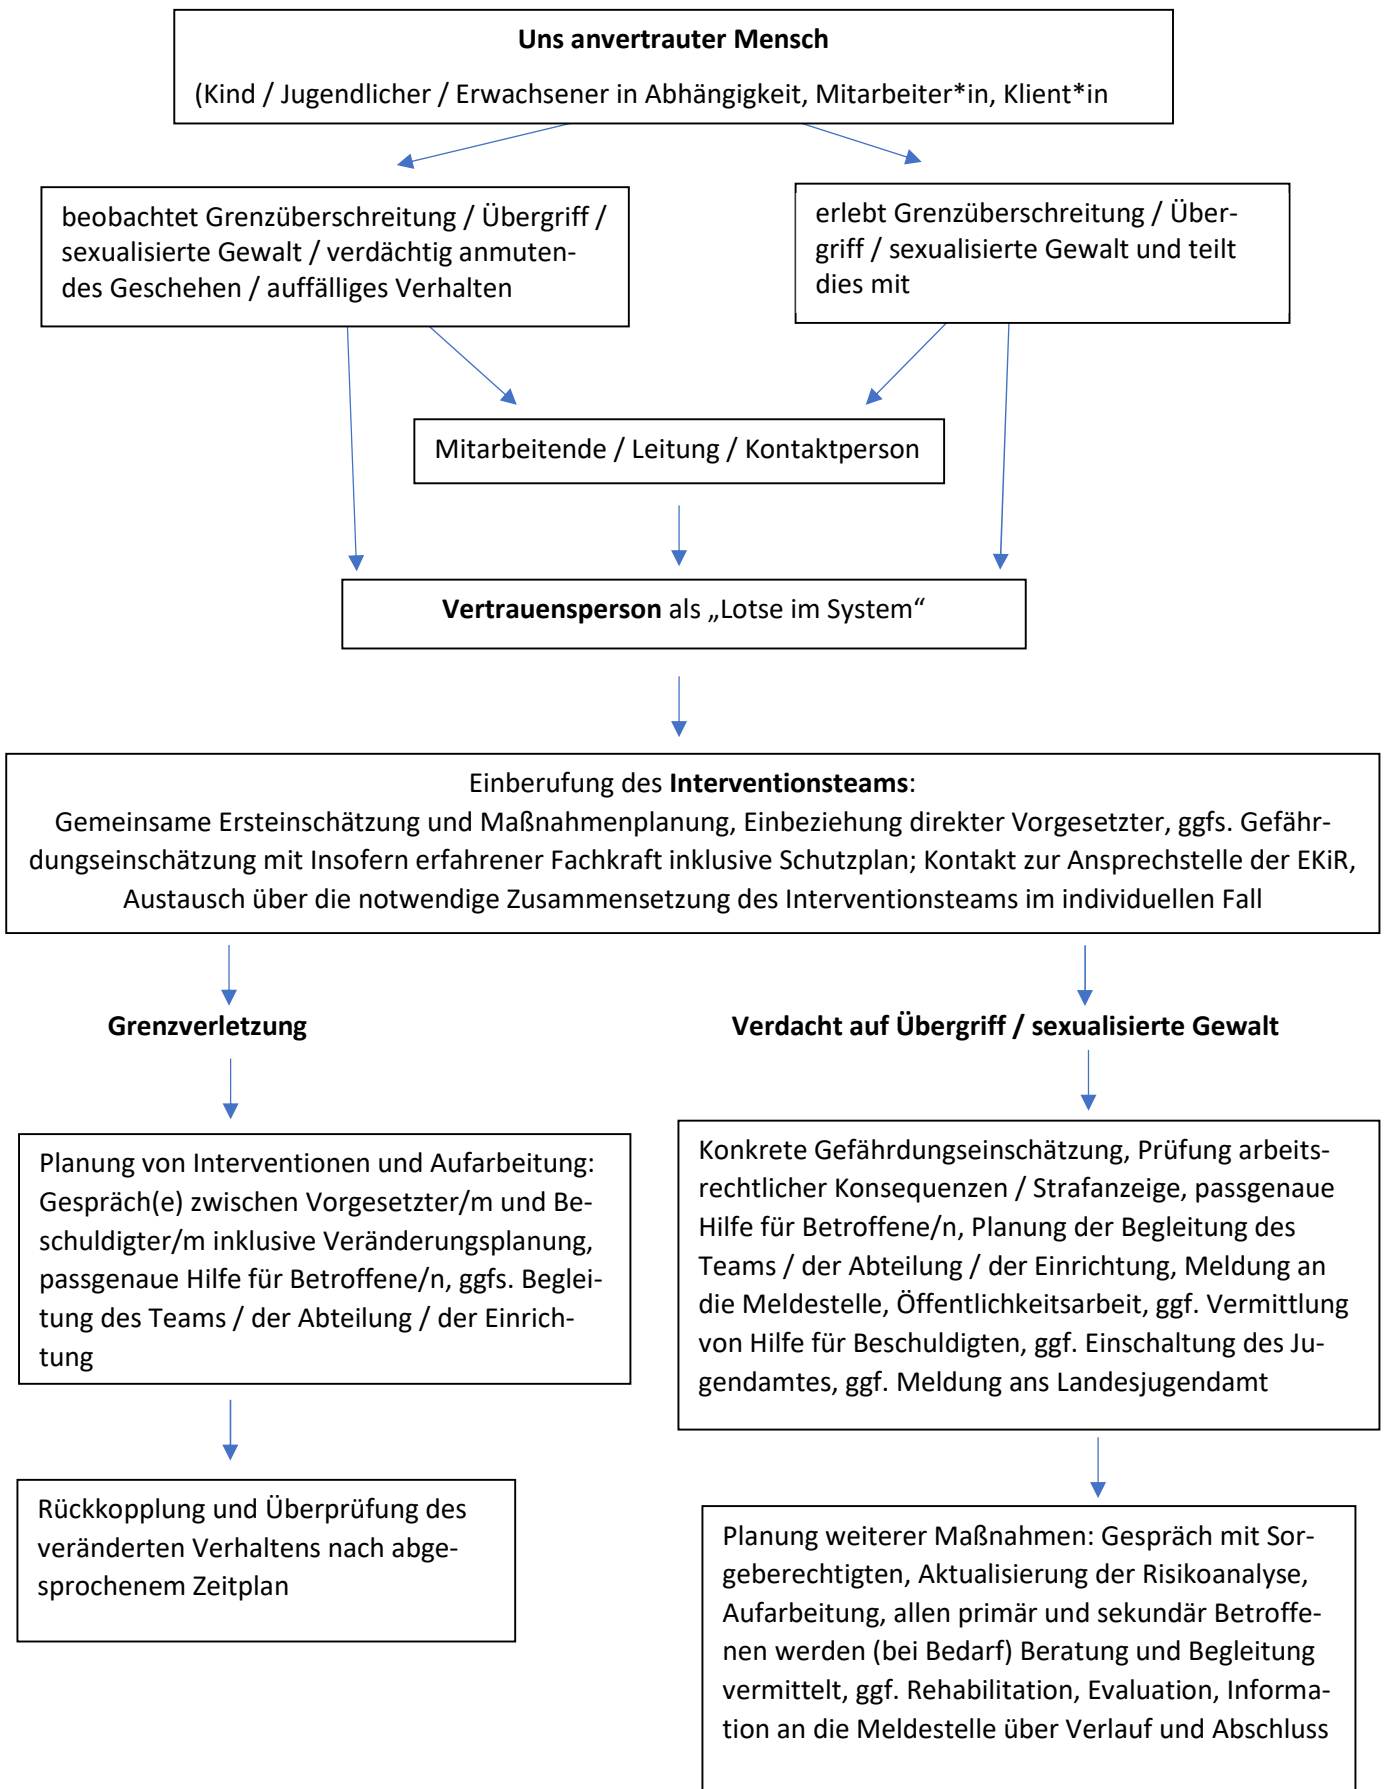 Uns anvertrauter Mensch
(Kind / Jugendlicher / Erwachsener in Abhängigkeit, Mitarbeiter*in, Klient*in
beobachtet Grenzüberschreitung / Übergriff /
sexualisierte Gewalt / verdächtig anmuten-
des Geschehen / auffälliges Verhalten
erlebt Grenzüberschreitung / Über-
griff / sexualisierte Gewalt und teilt
dies mit
Mitarbeitende / Leitung / Kontaktperson
Vertrauensperson als „Lotse im System“
Einberufung des Interventionsteams:
Gemeinsame Ersteinschätzung und Maßnahmenplanung, Einbeziehung direkter Vorgesetzter, ggfs. Gefähr-
dungseinschätzung mit Insofern erfahrener Fachkraft inklusive Schutzplan; Kontakt zur Ansprechstelle der EKiR,
Austausch über die notwendige Zusammensetzung des Interventionsteams im individuellen Fall
Grenzverletzung
Verdacht auf Übergriff / sexualisierte Gewalt
Planung von Interventionen und Aufarbeitung:
Gespräch(e) zwischen Vorgesetzter/m und Be-
schuldigter/m inklusive Veränderungsplanung,
passgenaue Hilfe für Betroffene/n, ggfs. Beglei-
tung des Teams / der Abteilung / der Einrich-
tung
Konkrete Gefährdungseinschätzung, Prüfung arbeits-
rechtlicher Konsequenzen / Strafanzeige, passgenaue
Hilfe für Betroffene/n, Planung der Begleitung des
Teams / der Abteilung / der Einrichtung, Meldung an
die Meldestelle, Öffentlichkeitsarbeit, ggf. Vermittlung
von Hilfe für Beschuldigten, ggf. Einschaltung des Ju-
gendamtes, ggf. Meldung ans Landesjugendamt
Rückkopplung und Überprüfung des
veränderten Verhaltens nach abge-
sprochenem Zeitplan
Planung weiterer Maßnahmen: Gespräch mit Sor-
geberechtigten, Aktualisierung der Risikoanalyse,
Aufarbeitung, allen primär und sekundär Betroffe-
nen werden (bei Bedarf) Beratung und Begleitung
vermittelt, ggf. Rehabilitation, Evaluation, Informa-
tion an die Meldestelle über Verlauf und Abschluss